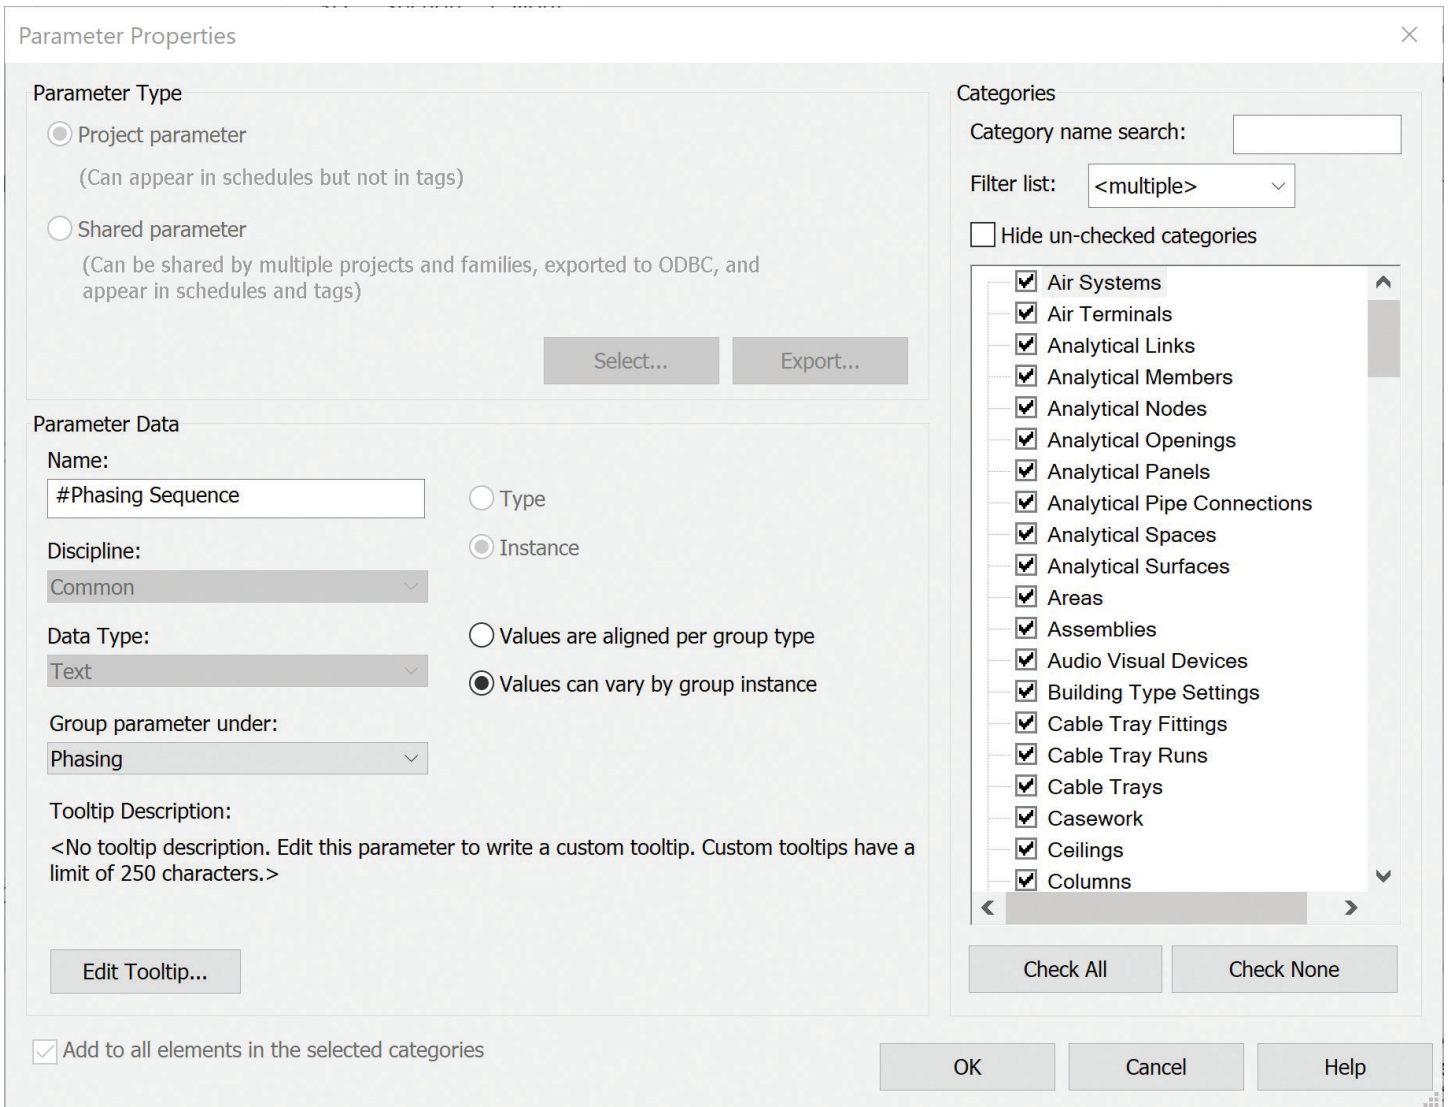 Parameter Properties
Parameter Type
Project parameter
(Can appear in schedules but not in tags)
Shared parameter
(Can be shared by multiple projects and families, exported to ODBC, and
appear in schedules and tags)
Select...
Export...
Parameter Data
Name:
#Phasing Sequence
Type
Discipline:
Instance
Common
Data Type:
Values are aligned per group type
Text
Values can vary by group instance
Group parameter under:
Phasing
Tooltip Description:
<No tooltip description. Edit this parameter to write a custom tooltip. Custom tooltips have a
limit of 250 characters.>
Edit Tooltip...
Add to all elements in the selected categories
Categories
Category name search:
Filter list:
<multiple>
Hide un-checked categories
Air Systems
Air Terminals
Analytical Links
Analytical Members
Analytical Nodes
Analytical Openings
Analytical Panels
Analytical Pipe Connections
Analytical Spaces
Analytical Surfaces
Areas
Assemblies
Audio Visual Devices
Building Type Settings
Cable Tray Fittings
Cable Tray Runs
Cable Trays
Casework
Ceilings
Columns
Check All
Check None
OK
Cancel
Help